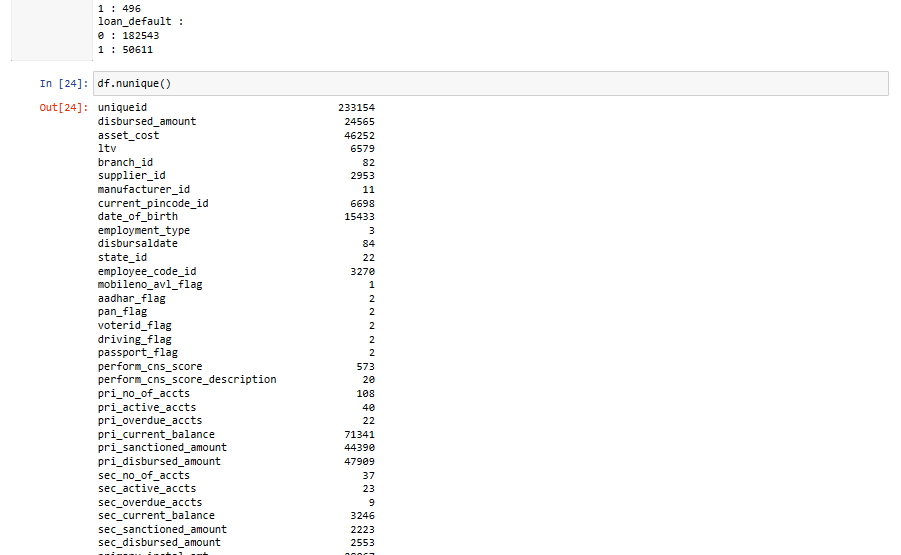 1 : 496
loan_default :
0 : 182543
1 : 50611
In [24]: df.nunique()
Out[24]: uniqueid 233154
disbursed_amount 24565
asset_cost 46252
ltv 6579
branch_id 82
supplier_id 2953
manufacturer_id 11
current_pincode_id 6698
date_of_birth 15433
employment_type 3
disbursaldate 84
state_id 22
employee_code_id 3270
mobileno_avl_flag 1
aadhar_flag 2
pan_flag 2
voterid_flag 2
driving_flag 2
passport_flag 2
perform_cns_score 573
perform_cns_score_description 20
pri_no_of_accts 108
pri_active_accts 40
pri_overdue_accts 22
pri_current_balance 71341
pri_sanctioned_amount 44390
pri_disbursed_amount 47909
sec_no_of_accts 37
sec_active_accts 23
sec_overdue_accts 9
sec_current_balance 3246
sec_sanctioned_amount 2223
sec_disbursed_amount 2553